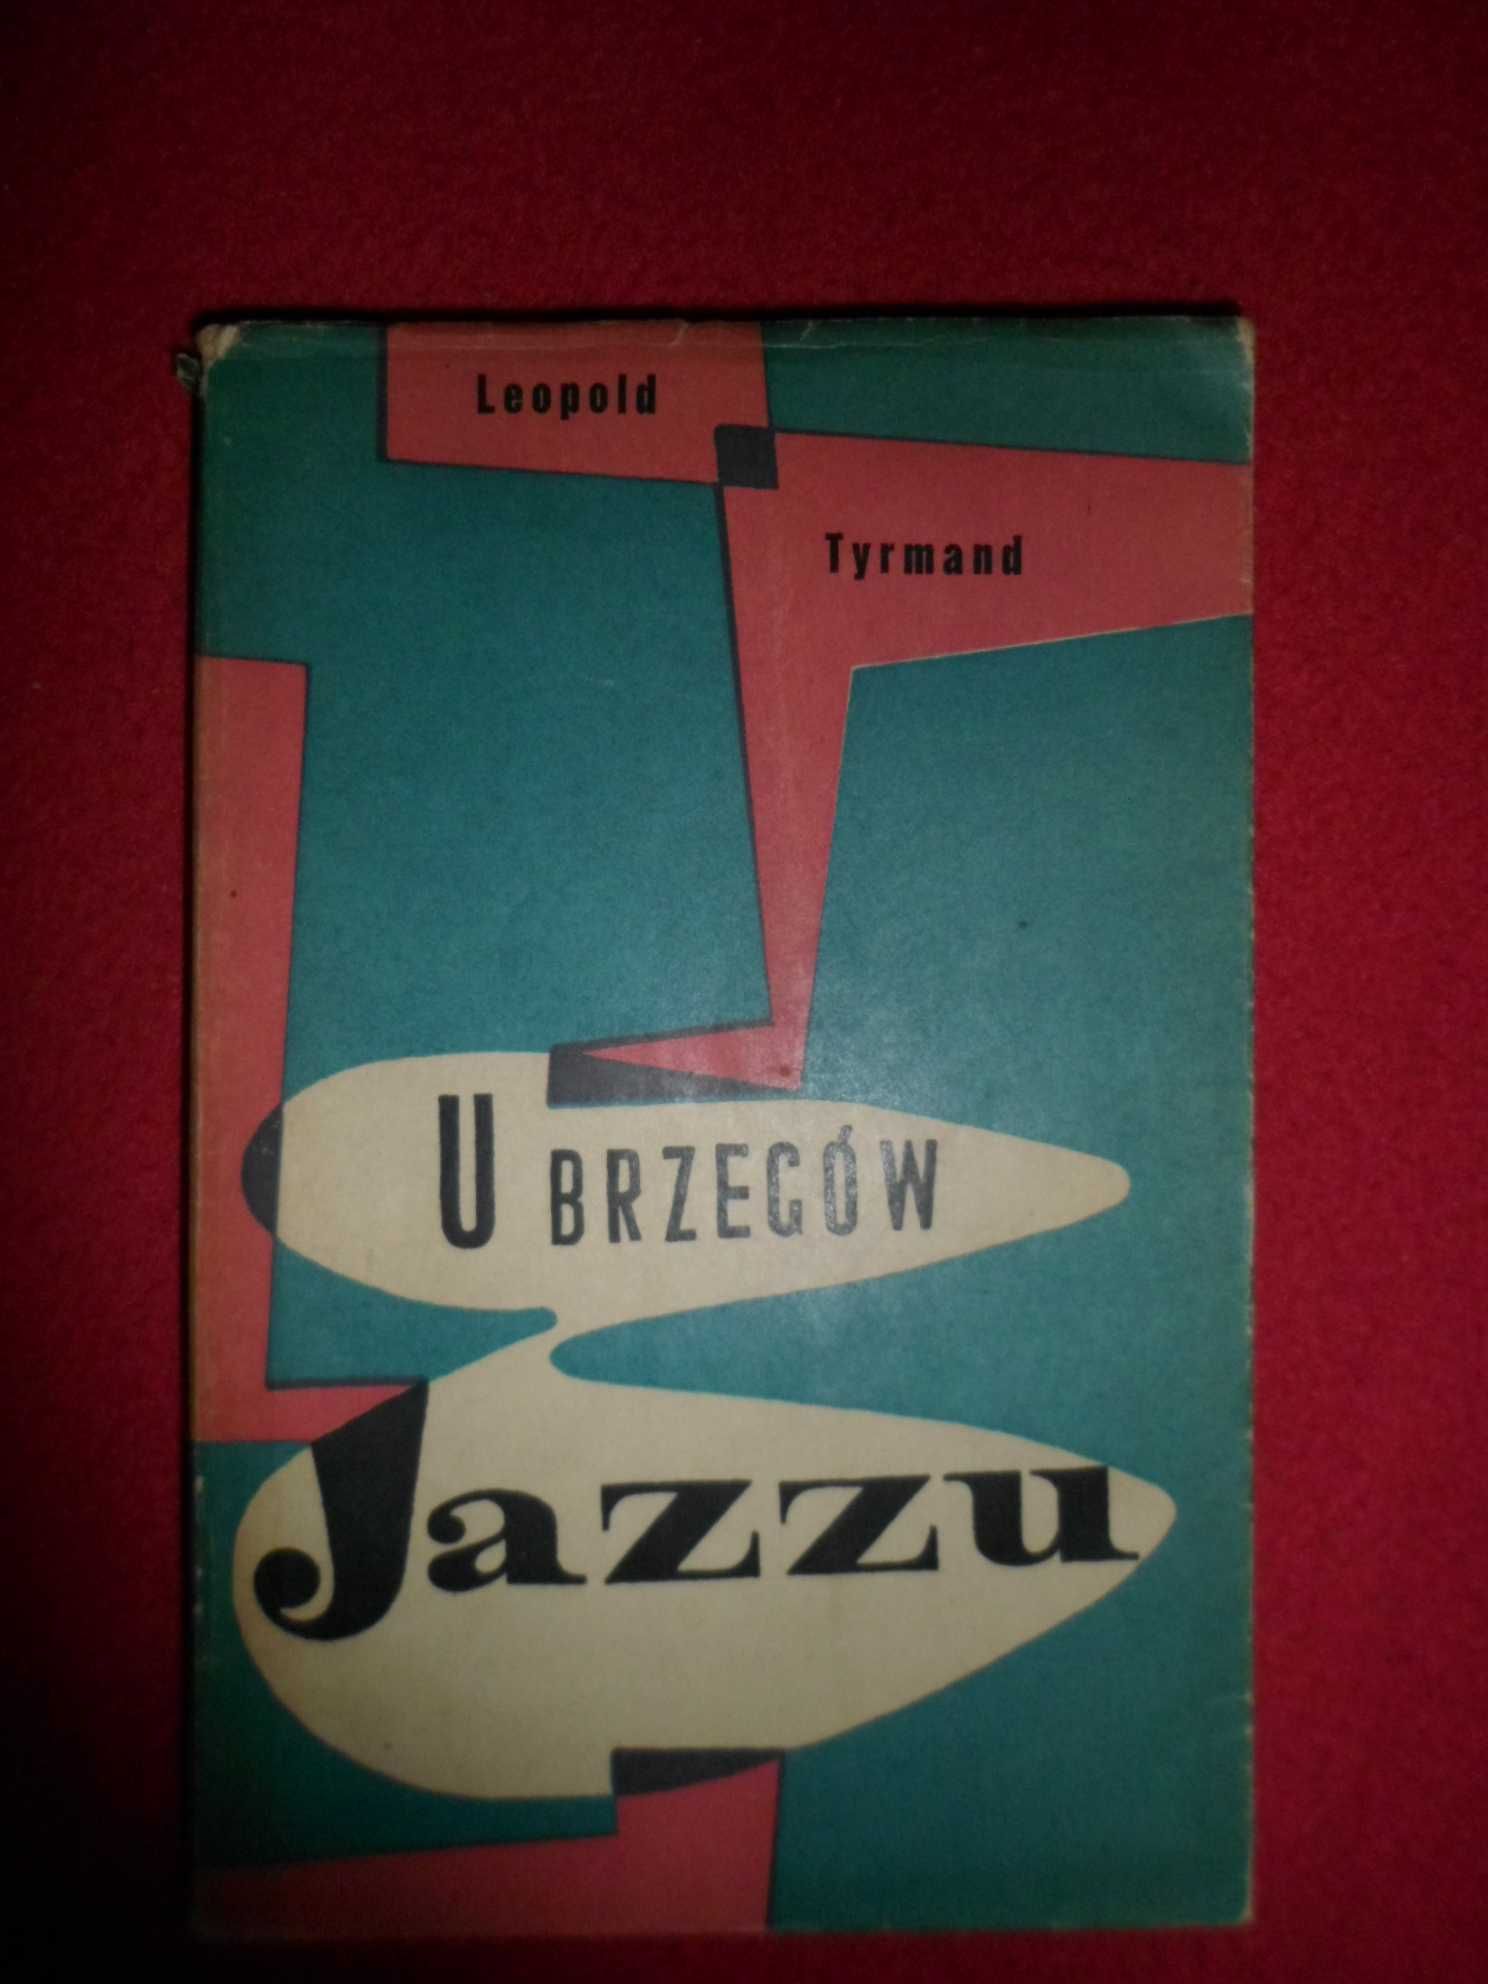 Leopold
Tyrmand
U BRZEGÓW
Jazzu